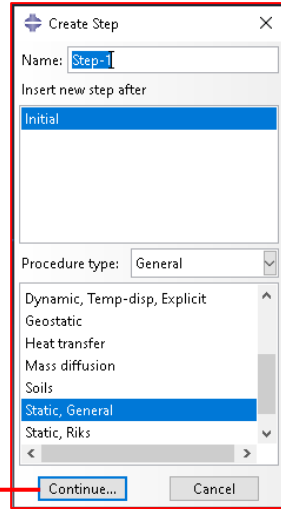 Create Step
Name: Step-1
Insert new step after
Initial
Procedure type: General
Dynamic, Temp-disp, Explicit
Geostatic
Heat transfer
Mass diffusion
Soils
Static, General
Static, Riks
Continue... Cancel